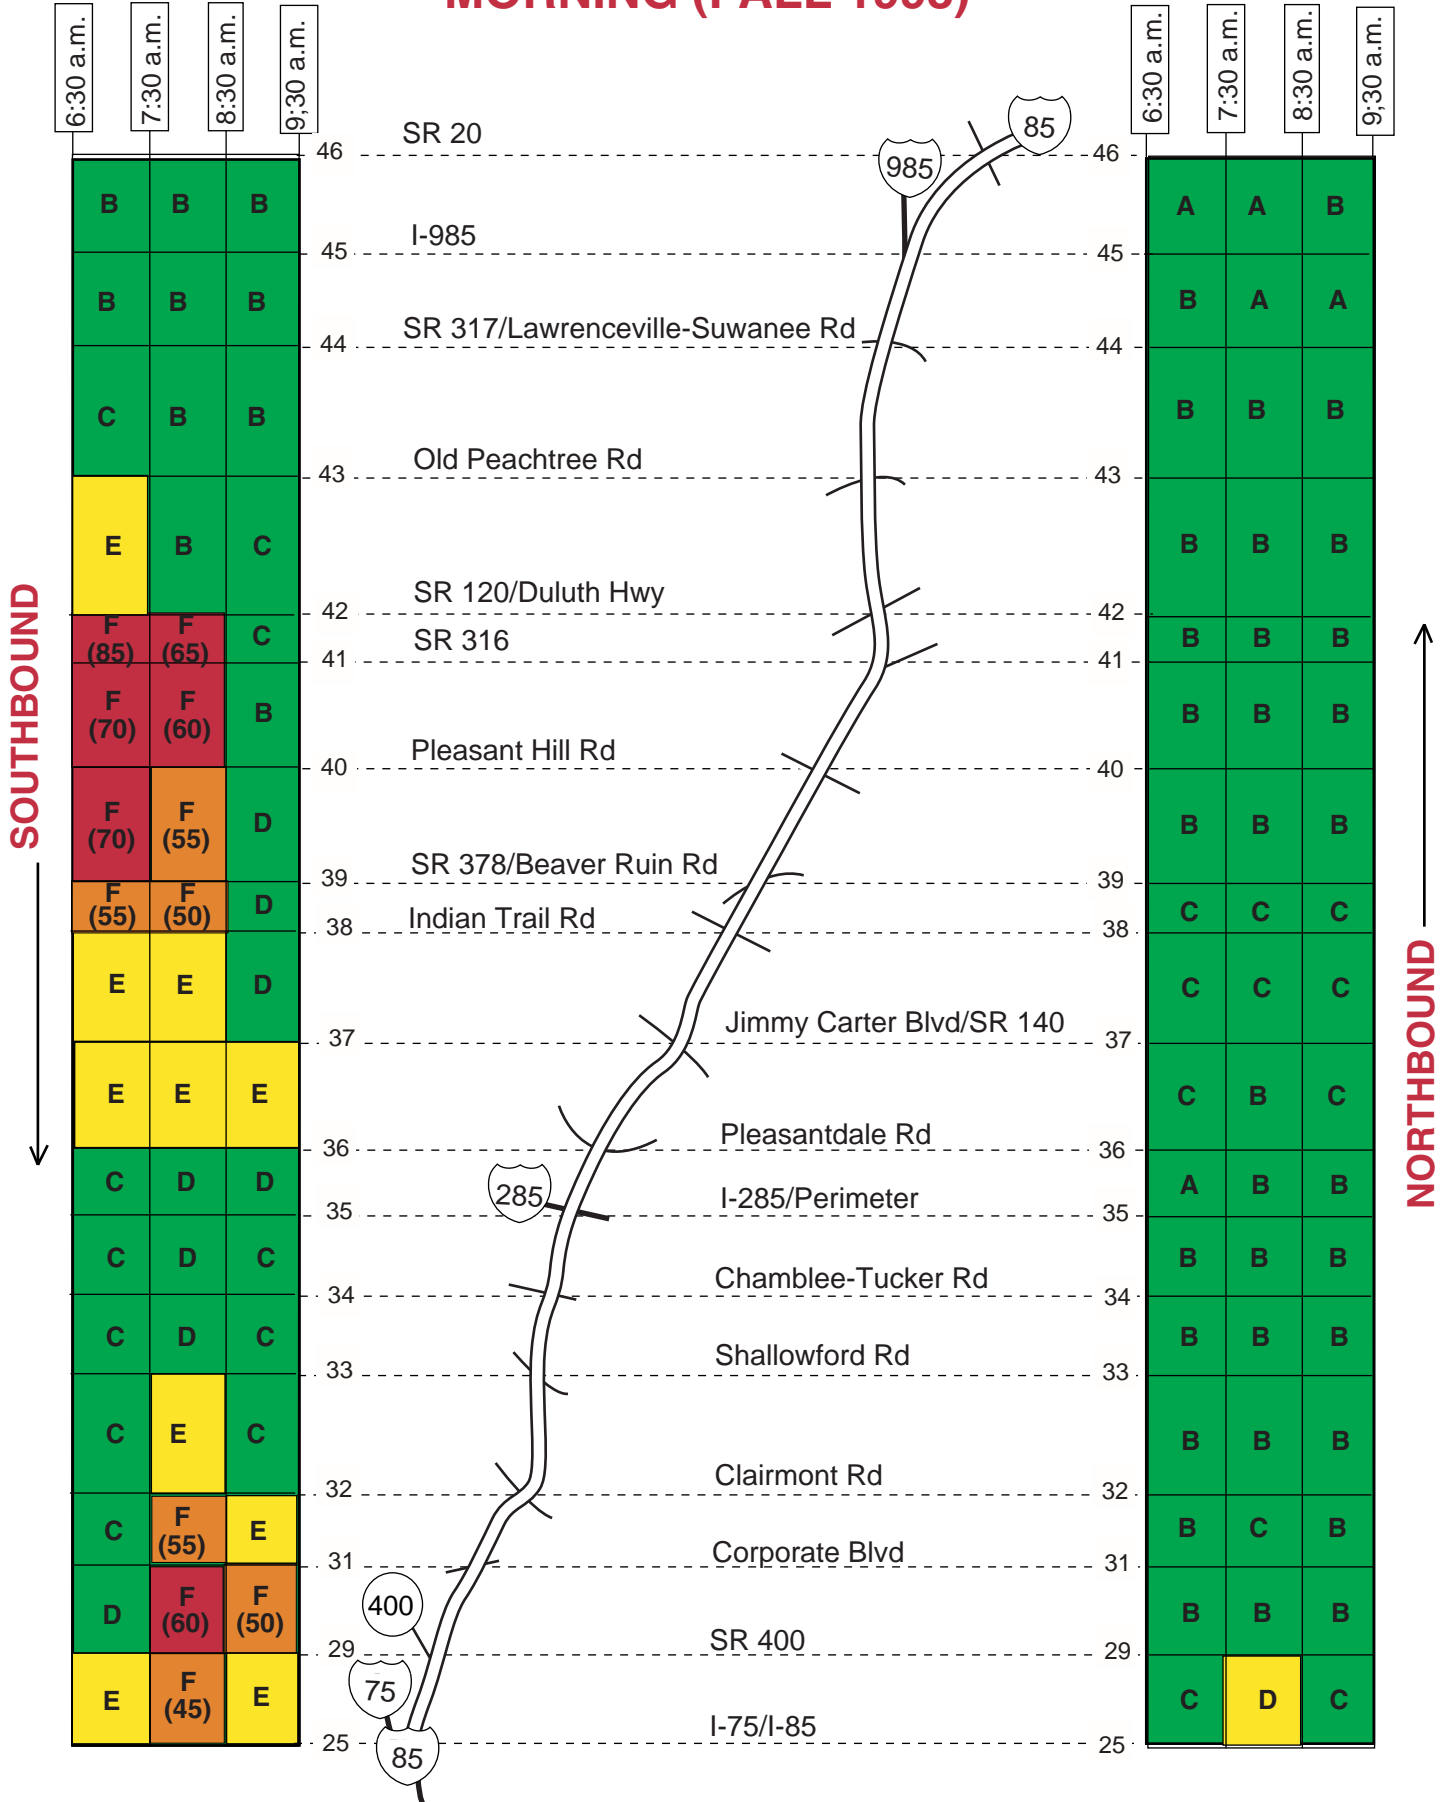 MORNING (FALL
6:30 a.m. 7:30 a.m. 8:30 a.m. 9;30 a.m. 6:30 a.m. 7:30 a.m. 8:30 a.m. 9;30 a.m.
85
46 SR 20 46
985
B B B A A B
45 I-985 45
B B B B A A
44 SR 317/Lawrenceville-Suwanee Rd 44
C B B B B B
43 Old Peachtree Rd 43
E B C B B B
42 SR 120/Duluth Hwy 42
F F C B B B
(85) (65)
41 SR 316 41
F F B B B B
(70) (60)
40 Pleasant Hill Rd 40
F F D B B B
(70) (55)
39 SR 378/Beaver Ruin Rd 39
F F D C C C
(55) (50)
38 Indian Trail Rd 38
E E D C C C
37 Jimmy Carter Blvd/SR 140 37
E E E C B C
36 Pleasantdale Rd 36
C D D A B B
285
35 I-285/Perimeter 35
C D C B B B
34 Chamblee-Tucker Rd 34
C D C B B B
33 Shallowford Rd 33
C E C B B B
32 Clairmont Rd 32
C F E B C B
(55)
31 Corporate Blvd 31
400
D F F B B B
(60) (50)
29 SR 400 29
75
E F E C D C
(45)
25 I-75/I-85 25
85
SOUTHBOUND
NORTHBOUND